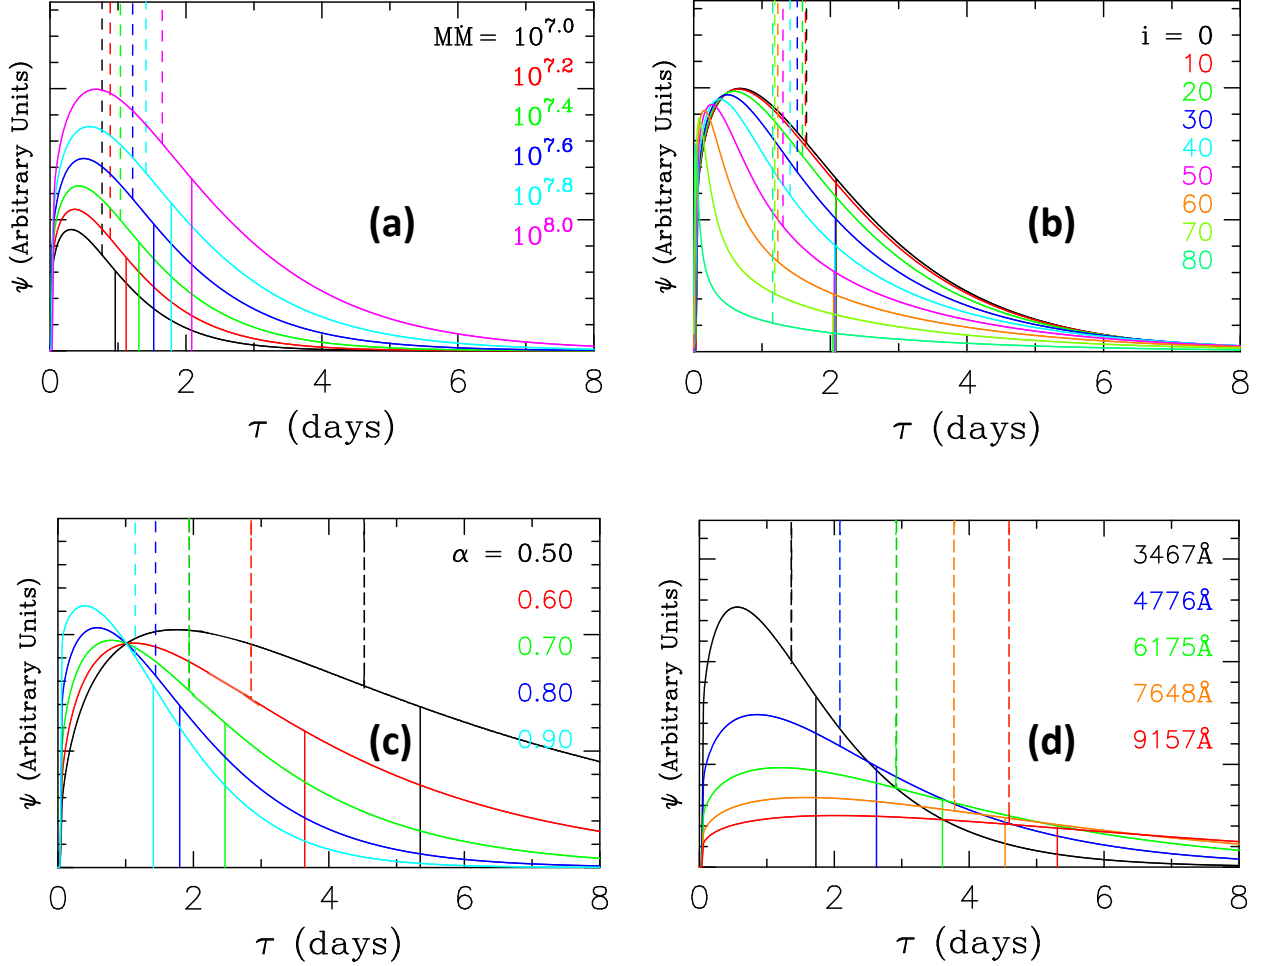 MṀ = 10^7.0
10^7.2
10^7.4
10^7.6
10^7.8
10^8.0
(a)
ψ (Arbitrary Units)
0 2 4 6 8
τ (days)
i = 0
10
20
30
40
50
60
70
80
(b)
ψ (Arbitrary Units)
0 2 4 6 8
τ (days)
α = 0.50
0.60
0.70
0.80
0.90
(c)
ψ (Arbitrary Units)
0 2 4 6 8
τ (days)
3467Å
4776Å
6175Å
7648Å
9157Å
(d)
ψ (Arbitrary Units)
0 2 4 6 8
τ (days)